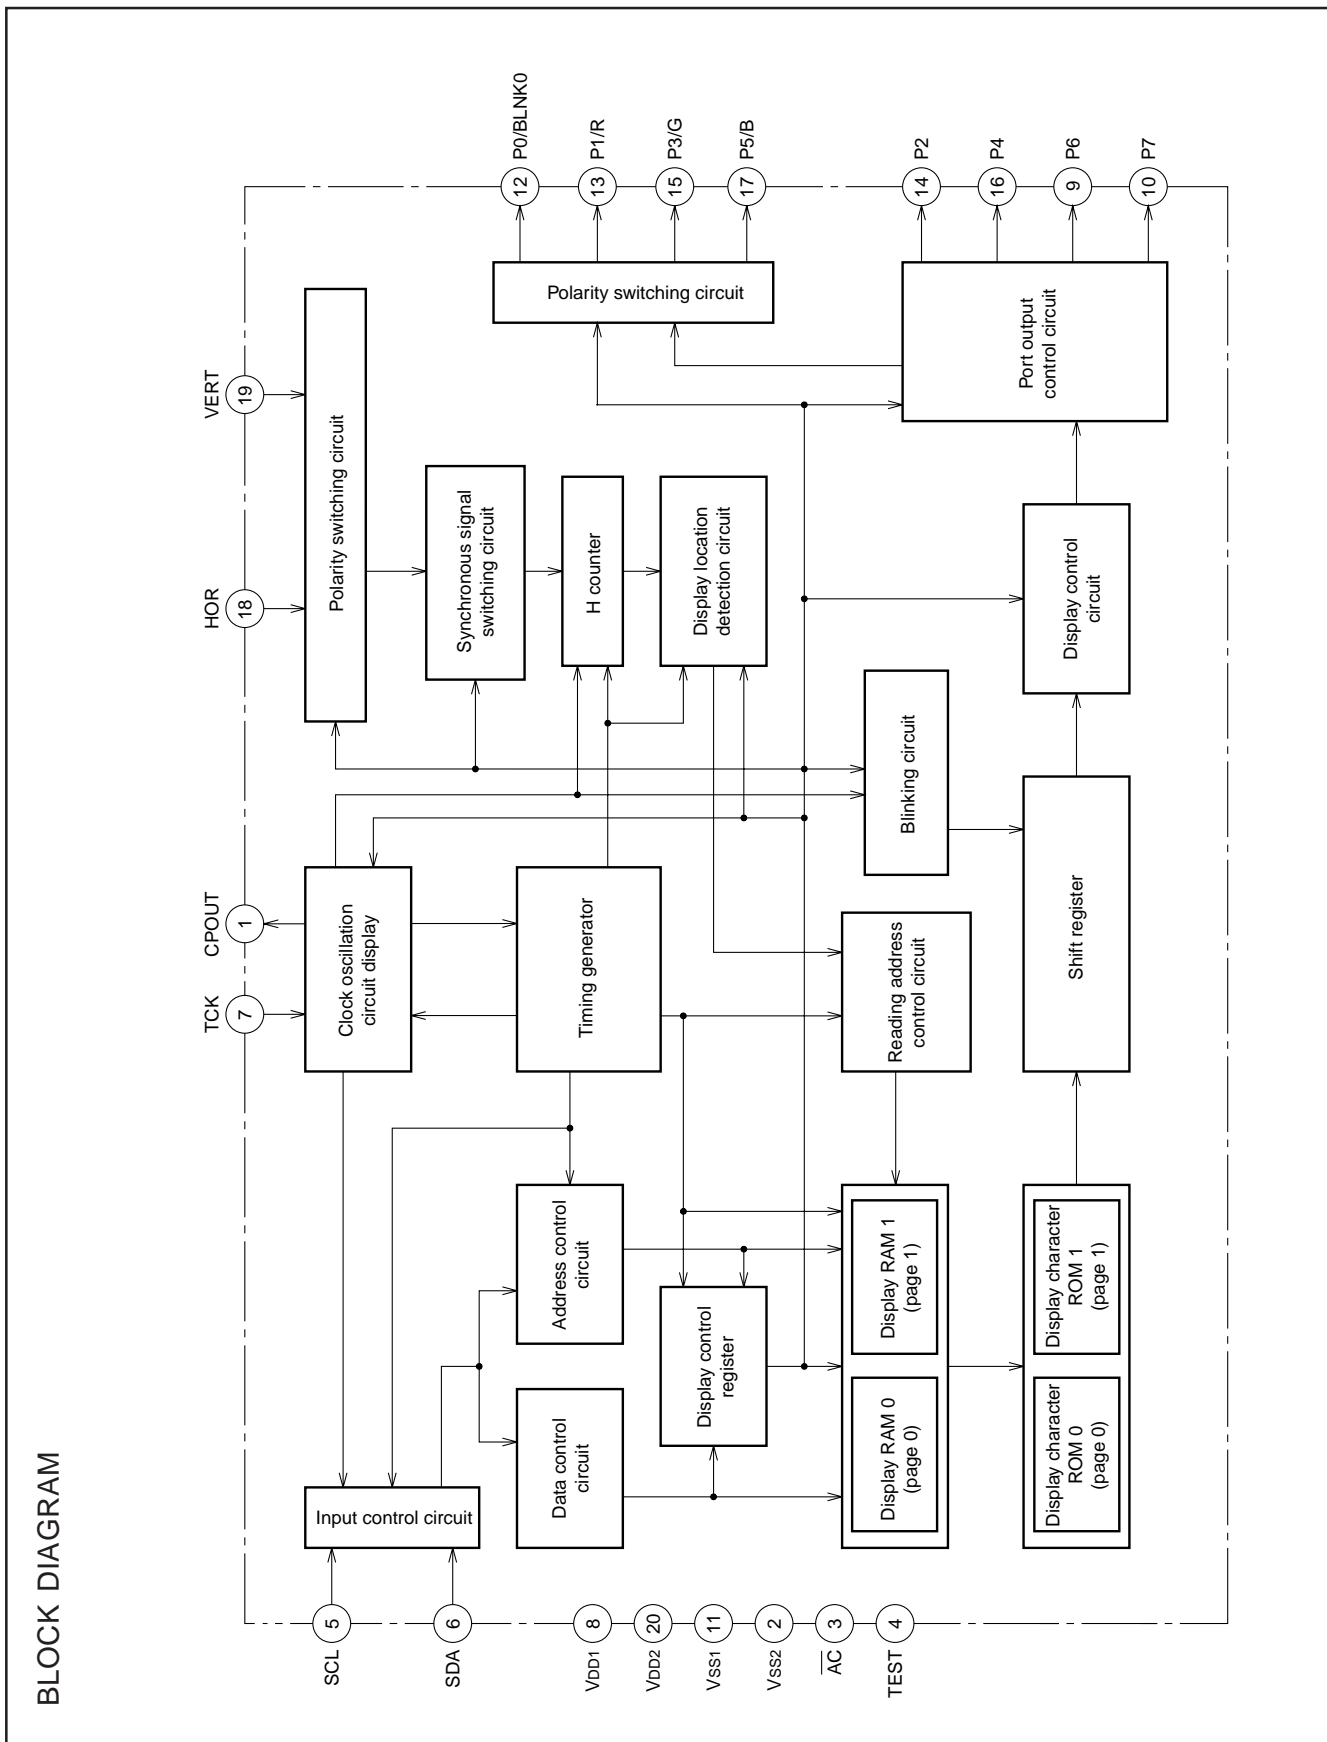 BLOCK DIAGRAM
TCK
7
CPOUT
1
HOR
18
VERT
19
SCL
5
SDA
6
VDD1
8
VDD2
20
VSS1
11
VSS2
2
AC
3
TEST
4
Input control circuit
Clock oscillation
circuit display
Polarity switching circuit
Synchronous signal
switching circuit
H counter
Display location
detection circuit
Timing generator
Data control
circuit
Address control
circuit
Display control
register
Reading address
control circuit
Blinking circuit
Display RAM 0
(page 0)
Display RAM 1
(page 1)
Display character
ROM 0
(page 0)
Display character
ROM 1
(page 1)
Shift register
Display control
circuit
Polarity switching circuit
Port output
control circuit
12
P0/BLNK0
13
P1/R
15
P3/G
17
P5/B
14
P2
16
P4
9
P6
10
P7